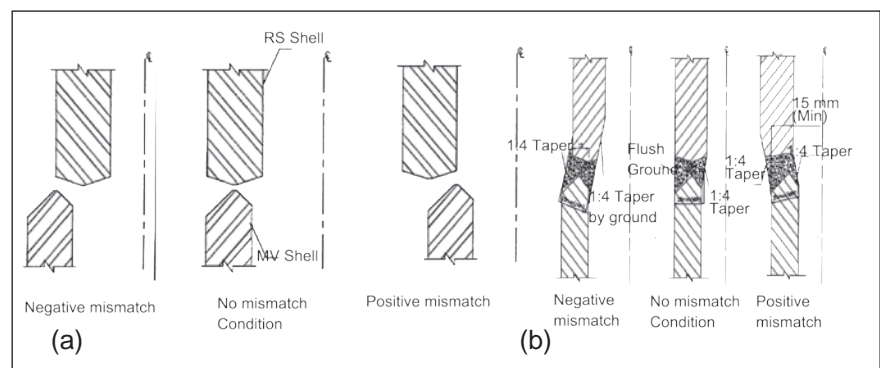 RS Shell
MV Shell
Negative mismatch
No mismatch
Condition
Positive mismatch
(a)
1:4 Taper
1:4 Taper
by ground
Flush
Ground
1:4
Taper
15 mm
(Min)
1:4 Taper
1:4
Taper
Negative
mismatch
No mismatch
Condition
Positive
mismatch
(b)